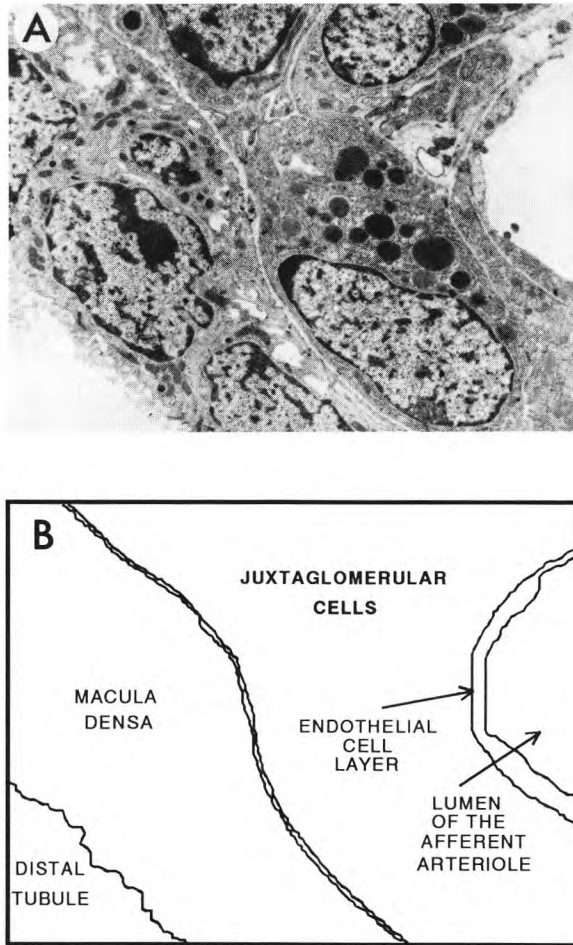 A
B
JUXTAGLOMERULAR
CELLS
MACULA
DENSA
ENDOTHELIAL
CELL
LAYER
LUMEN
OF THE
AFFERENT
ARTERIOLE
DISTAL
TUBULE